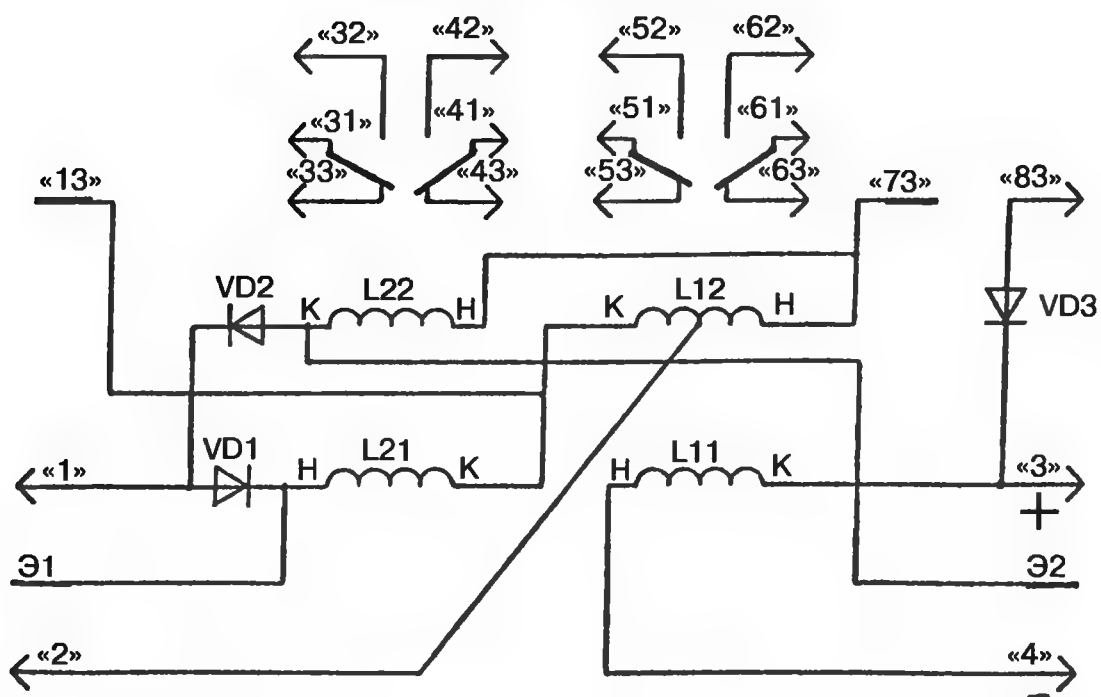 «32» «42» «52» «62»
«31» «41» «51» «61»
«33» «43» «53» «63»
«13» «73» «83»
VD2 K L22 H K L12 H VD3
VD1 H L21 K H L11 K
«1» «3»
+
Э1 Э2
«2» «4»